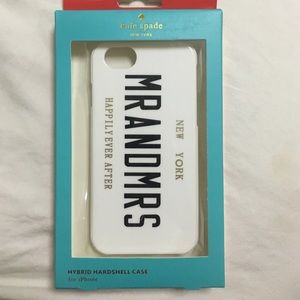 kate spade
NEW YORK
NEW YORK
MRANDMRS
HAPPILY EVER AFTER
HYBRID HARDSHELL CASE
for iPhone